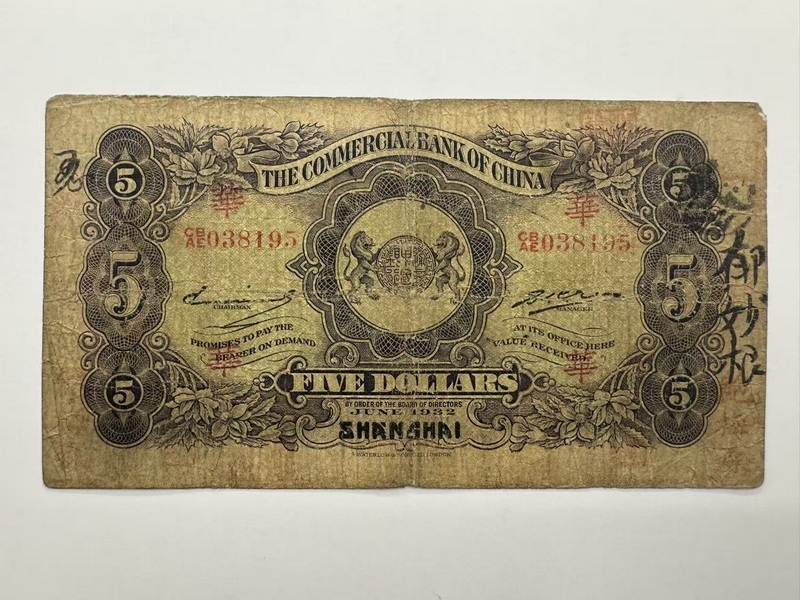 THE COMMERCIAL BANK OF CHINA
5 5
華 華
CB/AE 038195 CB/AE 038195
5 5
CHAIRMAN MANAGER
PROMISES TO PAY THE AT ITS OFFICE HERE
BEARER ON DEMAND VALUE RECEIVED
華 華
FIVE DOLLARS
5 5
BY ORDER OF THE BOARD OF DIRECTORS
JUNE 1932
SHANGHAI
妙根